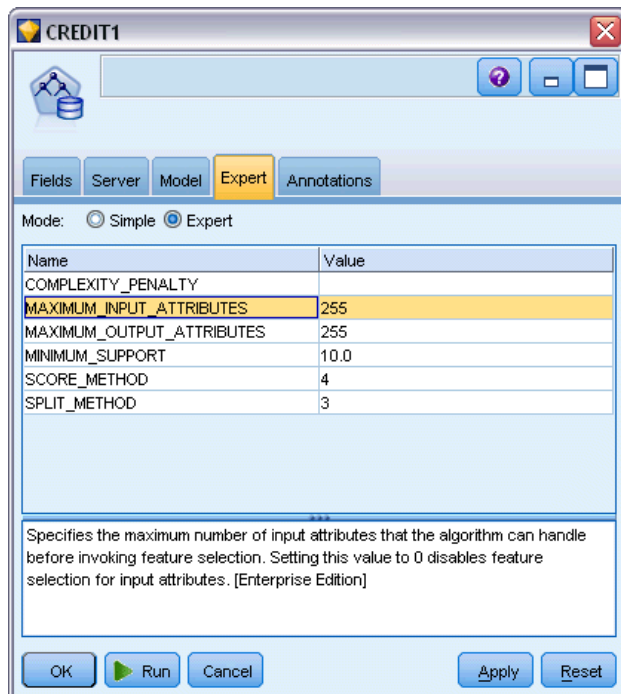 CREDIT1
Fields Server Model Expert Annotations
Mode: Simple Expert
Name Value
COMPLEXITY_PENALTY
MAXIMUM_INPUT_ATTRIBUTES 255
MAXIMUM_OUTPUT_ATTRIBUTES 255
MINIMUM_SUPPORT 10.0
SCORE_METHOD 4
SPLIT_METHOD 3
Specifies the maximum number of input attributes that the algorithm can handle
before invoking feature selection. Setting this value to 0 disables feature
selection for input attributes. [Enterprise Edition]
OK Run Cancel Apply Reset